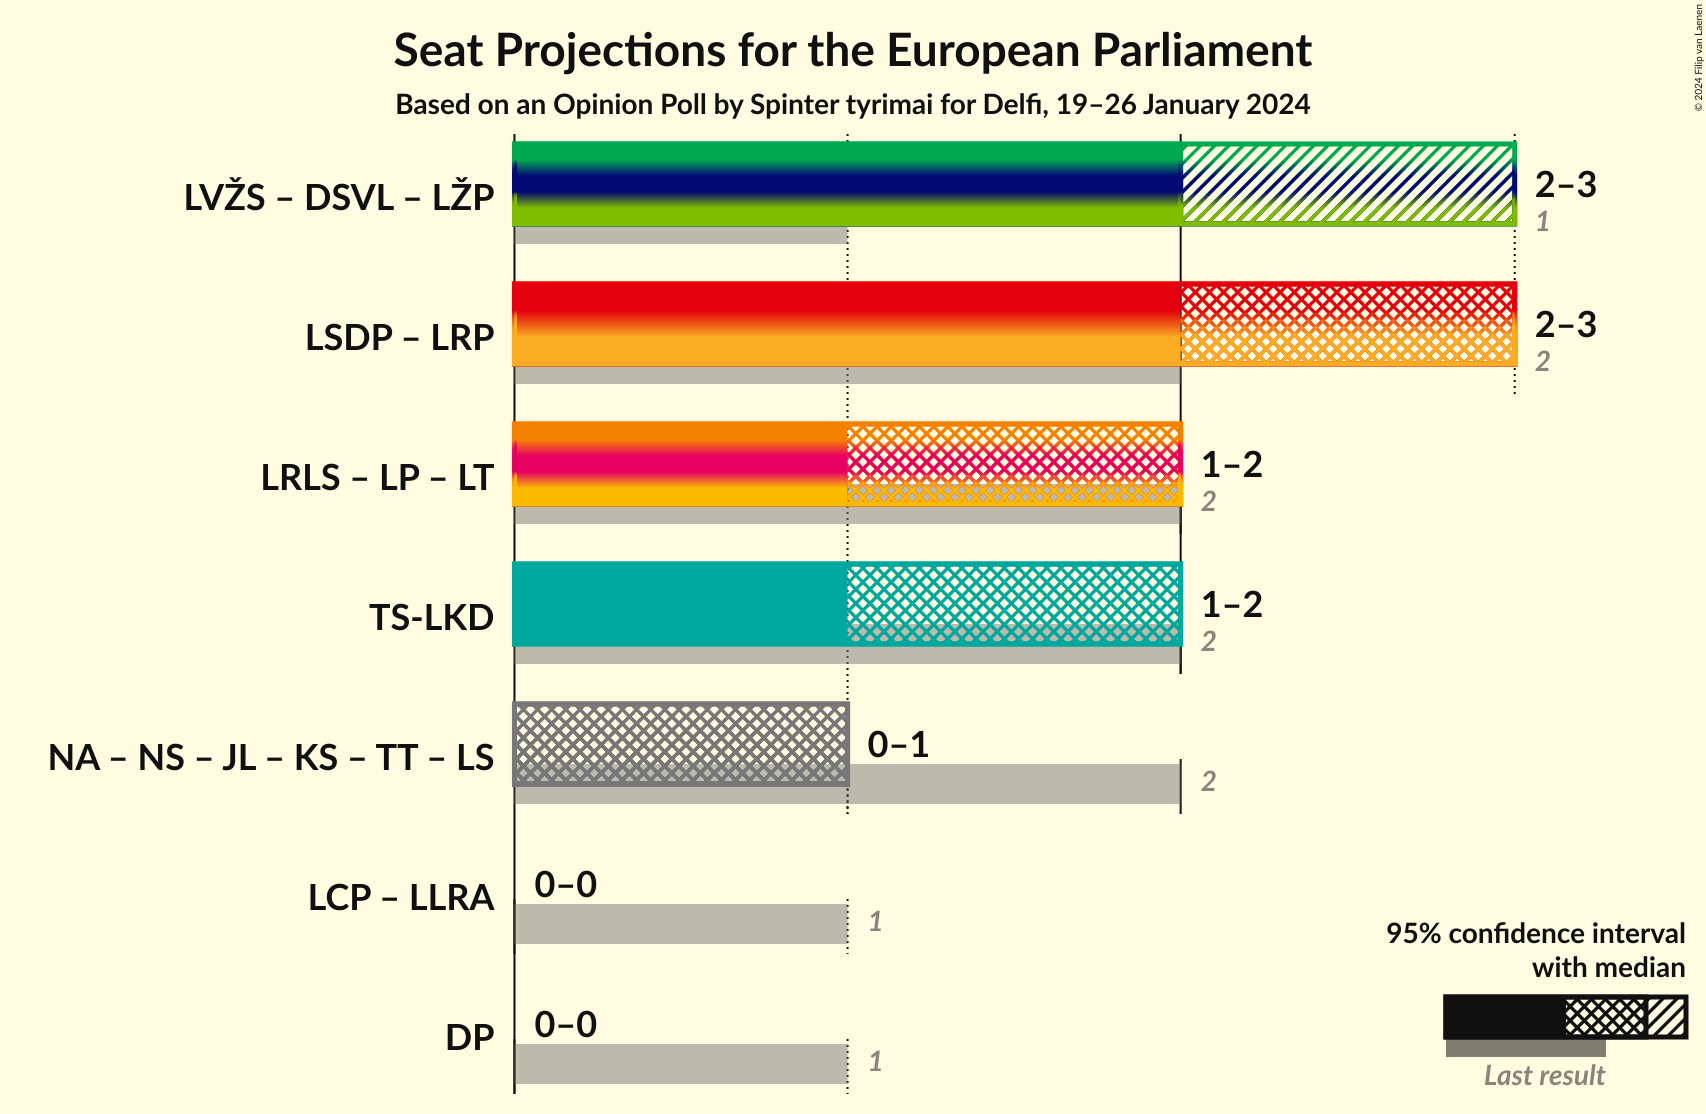 Seat Projections for the European Parliament
Based on an Opinion Poll by Spinter tyrimai for Delfi, 19–26 January 2024
© 2024 Filip van Laenen
LVŽS – DSVL – LŽP
2–3
1
LSDP – LRP
2–3
2
LRLS – LP – LT
1–2
2
TS-LKD
1–2
2
NA – NS – JL – KS – TT – LS
0–1
2
LCP – LLRA
0–0
1
DP
0–0
1
95% confidence interval
with median
Last result